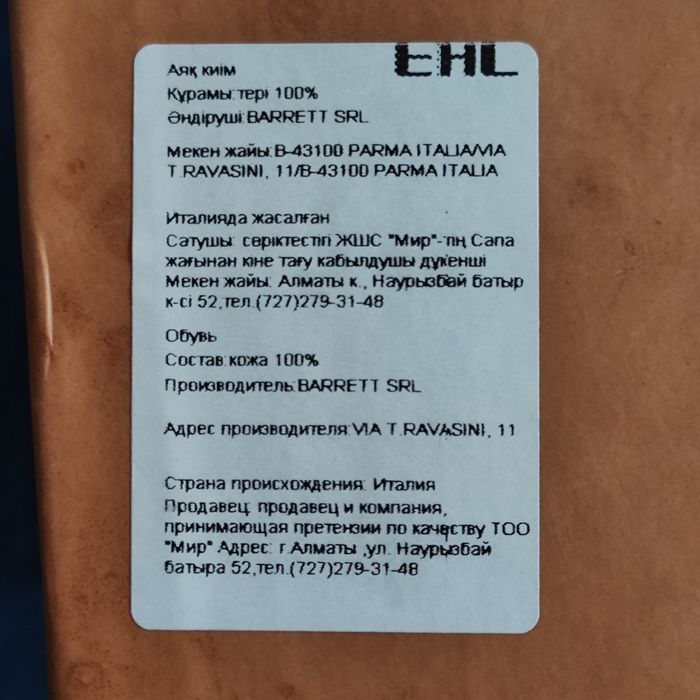 EAC
Аяқ киім
Құрамы:тері 100%
Өндіруші:BARRETT SRL
Мекен жайы:B-43100 PARMA ITALIA/VIA
T.RAVASINI, 11/B-43100 PARMA ITALIA
Италияда жасалған
Сатушы: серіктестігі ЖШС "Мир"-тің Сапа
жағынан кіне тағу қабылдушы дүкенші
Мекен жайы: Алматы к., Наурызбай батыр
к-сі 52,тел.(727)279-31-48
Обувь
Состав:кожа 100%
Производитель:BARRETT SRL
Адрес производителя:VIA T.RAVASINI, 11
Страна происхождения: Италия
Продавец: продавец и компания,
принимающая претензии по качеству ТОО
"Мир" Адрес: г.Алматы ,ул. Наурызбай
батыра 52,тел.(727)279-31-48